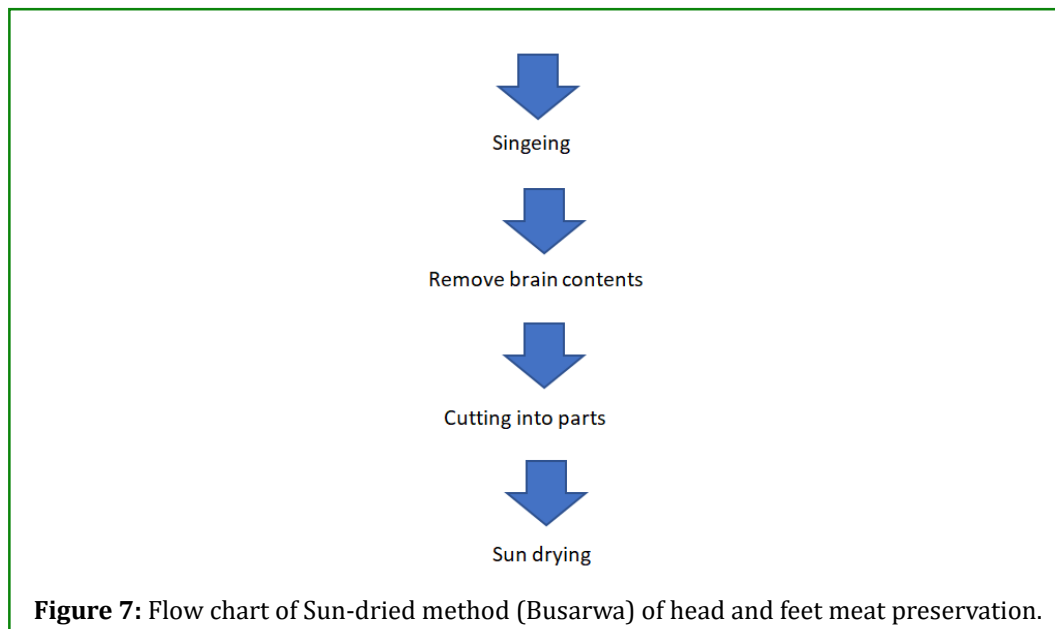 Singeing
Remove brain contents
Cutting into parts
Sun drying
Figure 7: Flow chart of Sun-dried method (Busarwa) of head and feet meat preservation.